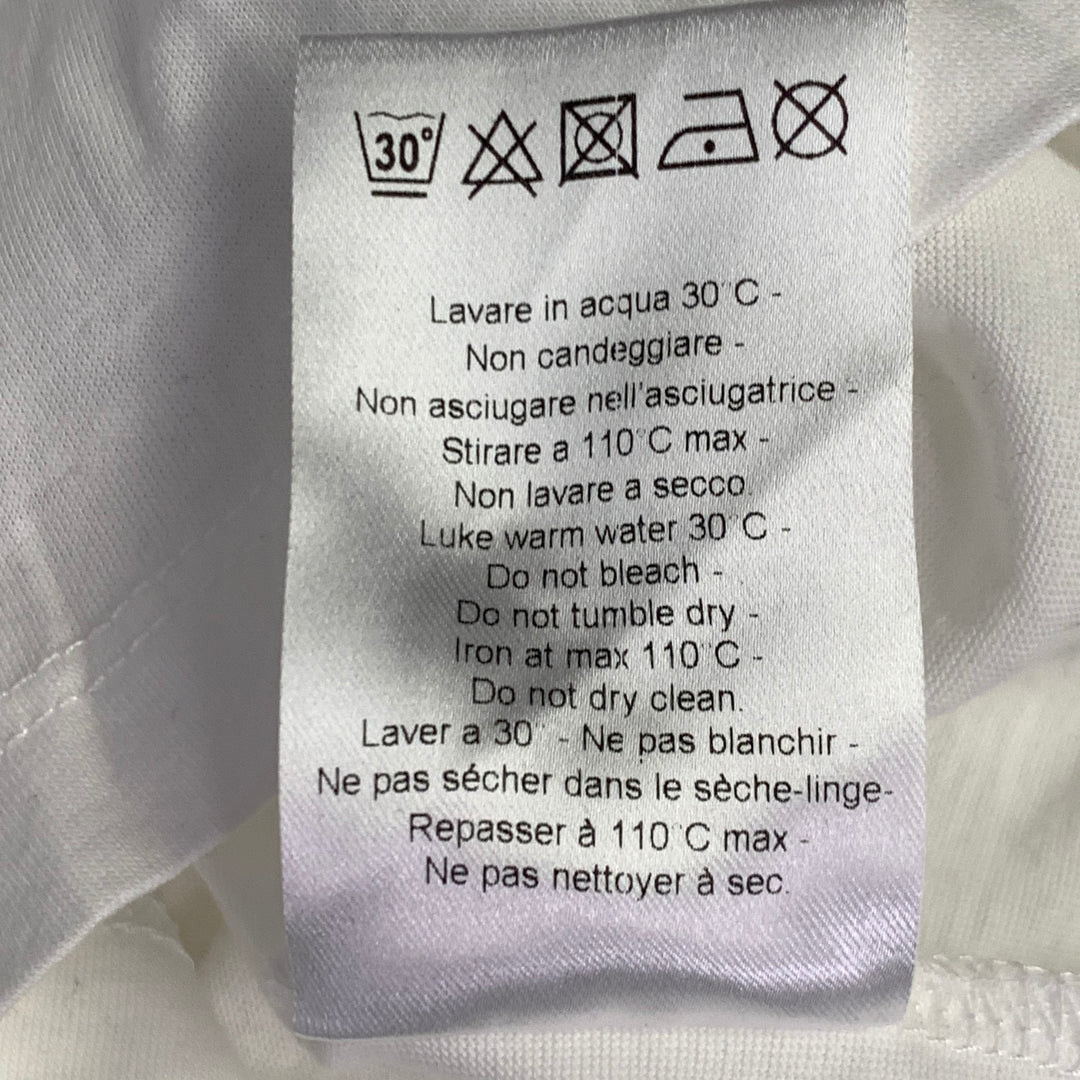 30°
Lavare in acqua 30°C -
Non candeggiare -
Non asciugare nell'asciugatrice -
Stirare a 110°C max -
Non lavare a secco.
Luke warm water 30°C -
Do not bleach -
Do not tumble dry -
Iron at max 110°C -
Do not dry clean.
Laver a 30° - Ne pas blanchir -
Ne pas sécher dans le sèche-linge-
Repasser à 110°C max -
Ne pas nettoyer à sec.